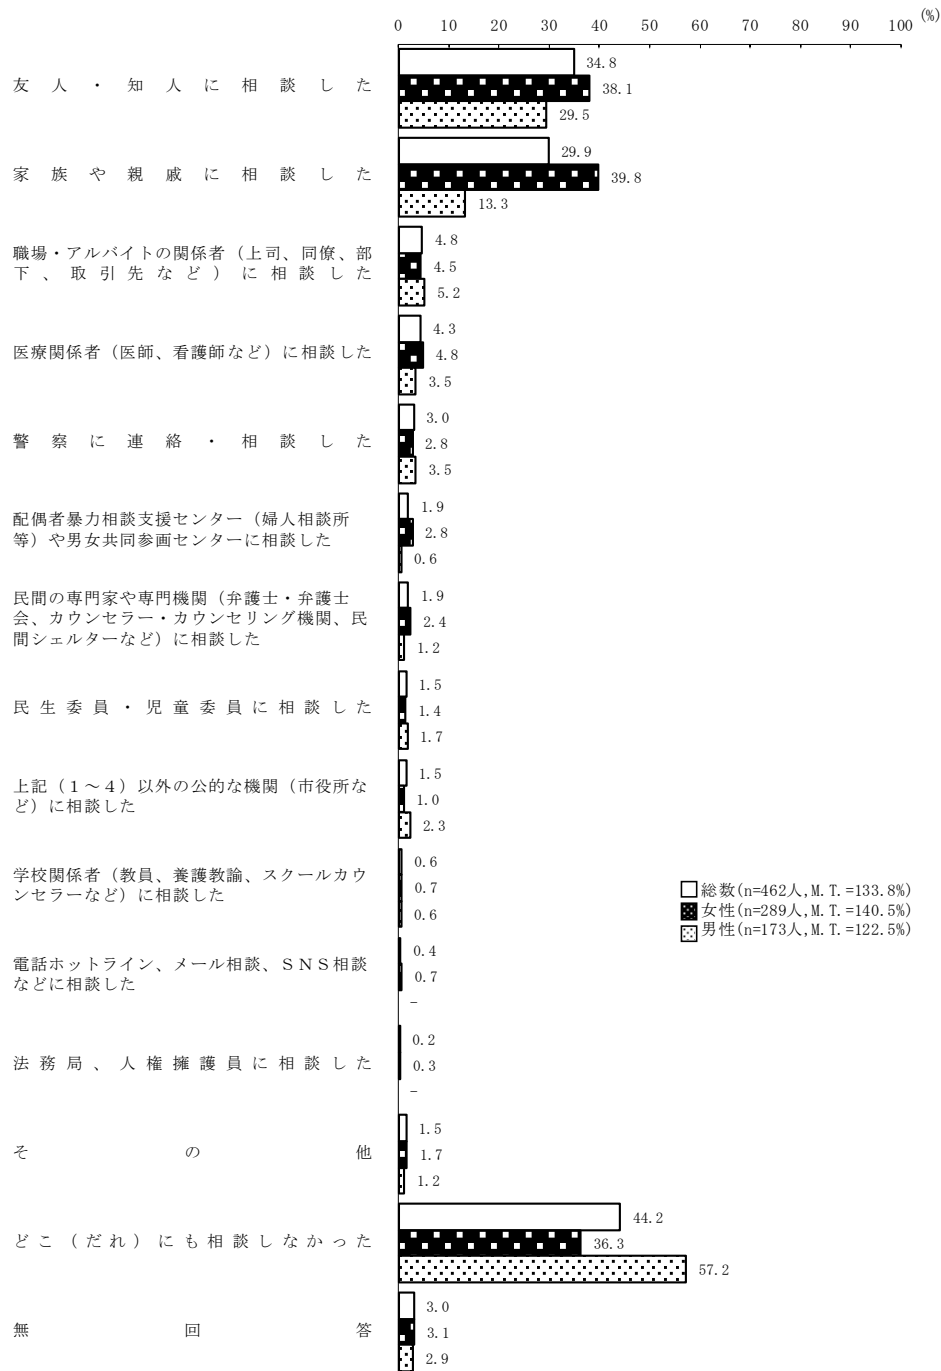 (%)
0 10 20 30 40 50 60 70 80 90 100
友人・知人に相談した
34.8
38.1
29.5
家族や親戚に相談した
29.9
39.8
13.3
職場・アルバイトの関係者（上司、同僚、部
下、取引先など）に相談した
4.8
4.5
5.2
医療関係者（医師、看護師など）に相談した
4.3
4.8
3.5
警察に連絡・相談した
3.0
2.8
3.5
配偶者暴力相談支援センター（婦人相談所
等）や男女共同参画センターに相談した
1.9
2.8
0.6
民間の専門家や専門機関（弁護士・弁護士
会、カウンセラー・カウンセリング機関、民
間シェルターなど）に相談した
1.9
2.4
1.2
民生委員・児童委員に相談した
1.5
1.4
1.7
上記（１～４）以外の公的な機関（市役所な
ど）に相談した
1.5
1.0
2.3
学校関係者（教員、養護教諭、スクールカウ
ンセラーなど）に相談した
0.6
0.7
0.6
総数(n=462人,M.T.=133.8%)
女性(n=289人,M.T.=140.5%)
男性(n=173人,M.T.=122.5%)
電話ホットライン、メール相談、ＳＮＳ相談
などに相談した
0.4
0.7
-
法務局、人権擁護員に相談した
0.2
0.3
-
その他
1.5
1.7
1.2
どこ（だれ）にも相談しなかった
44.2
36.3
57.2
無回答
3.0
3.1
2.9